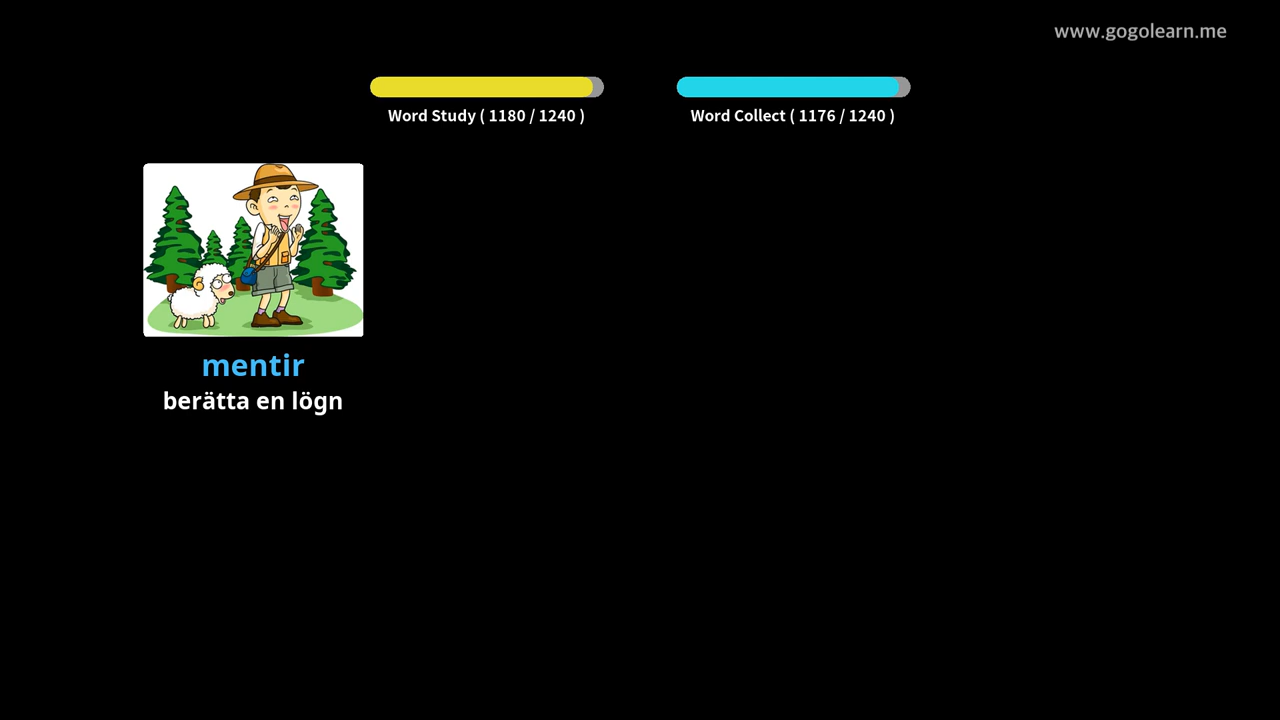 www.gogolearn.me
Word Study ( 1180 / 1240 )
Word Collect ( 1176 / 1240 )
mentir
berätta en lögn